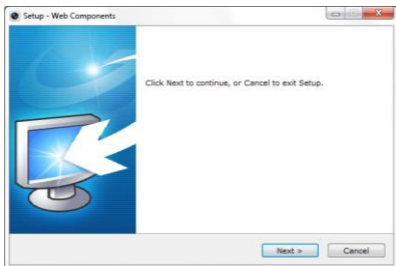 Setup - Web Components
Click Next to continue, or Cancel to exit Setup.
Next >
Cancel